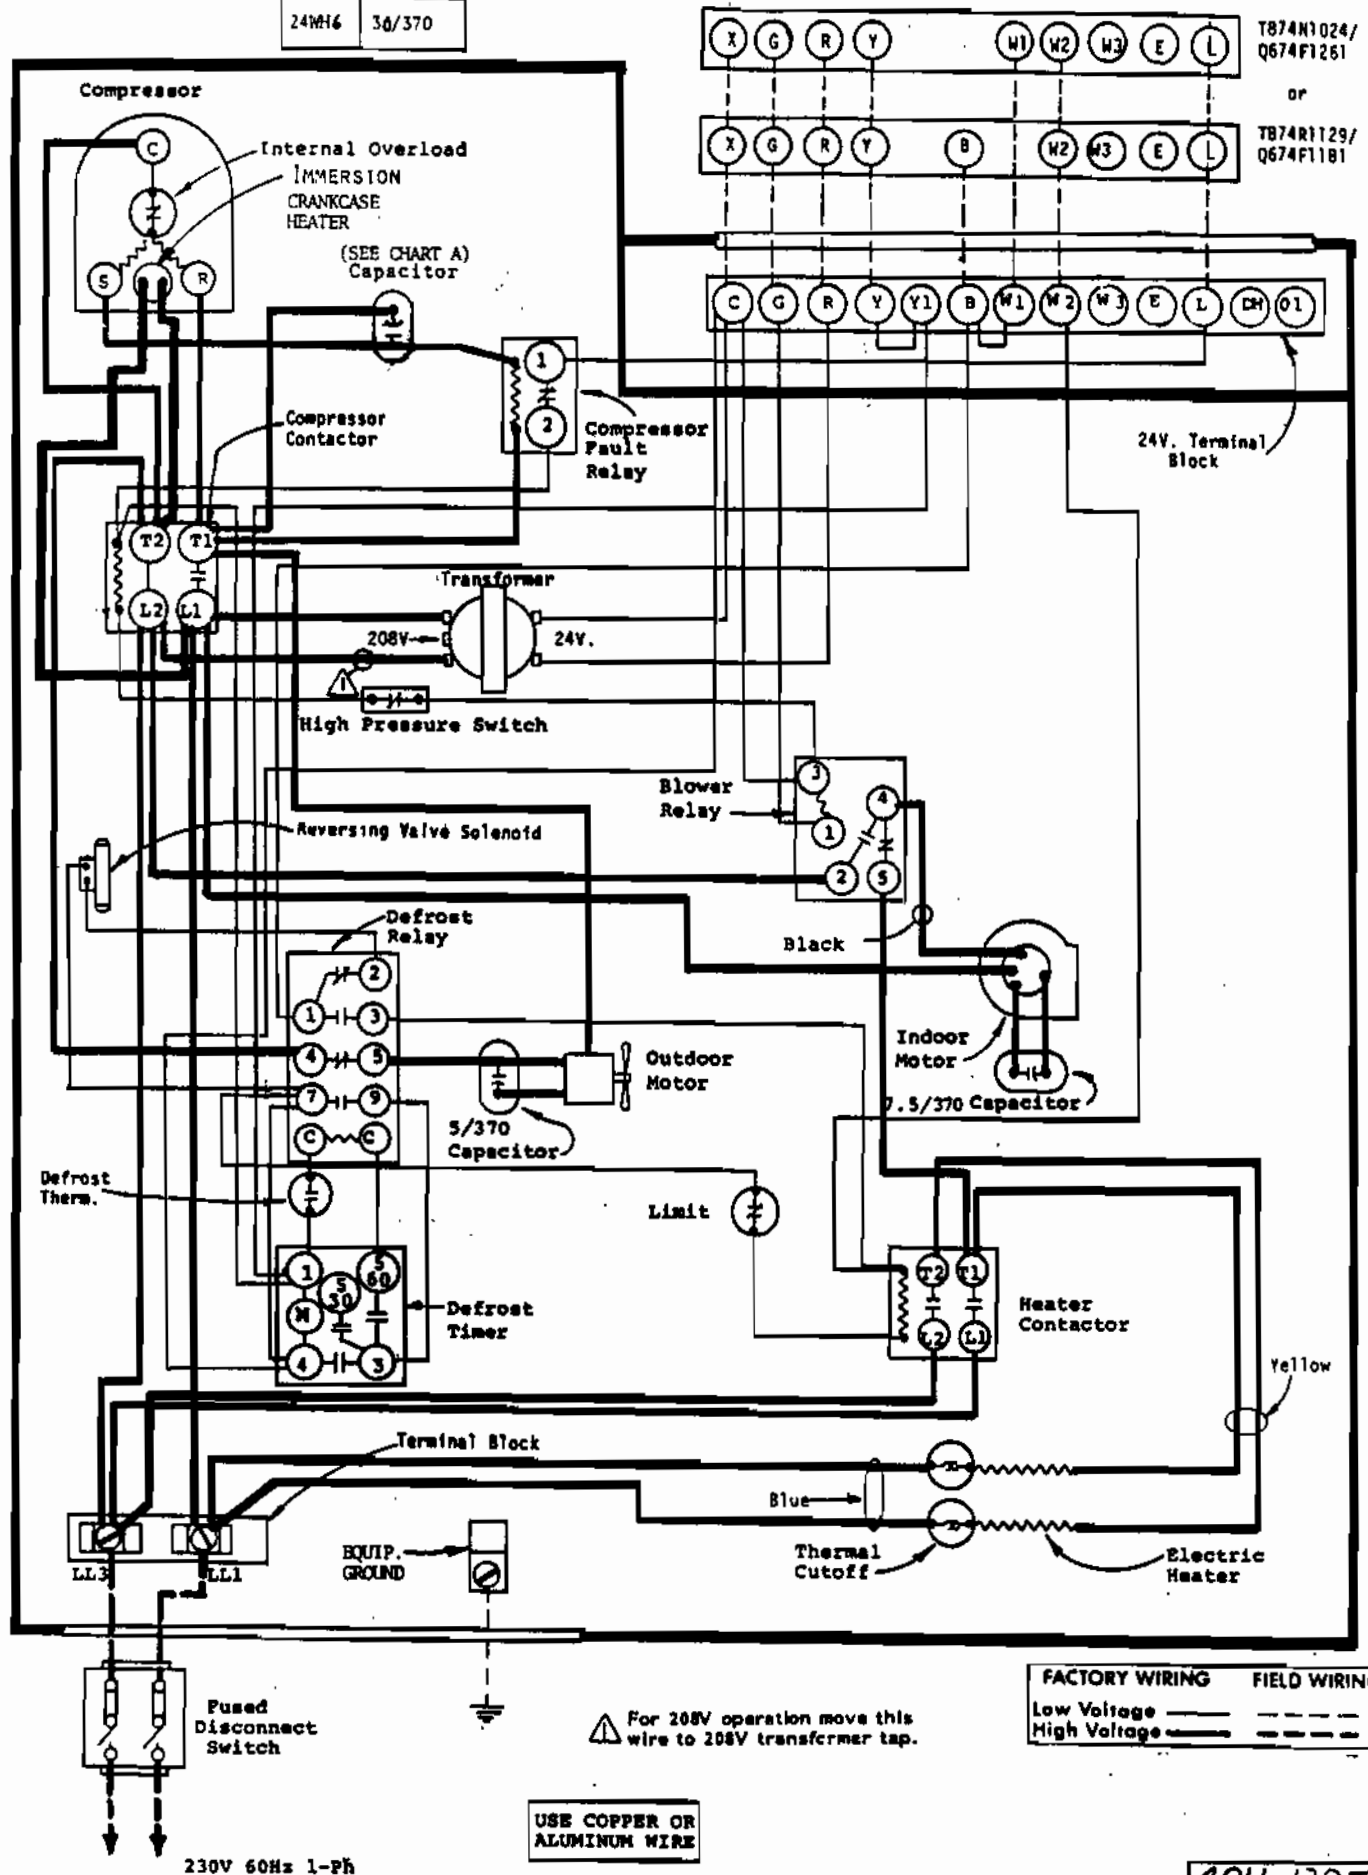 24WH6 30/370
X G R Y W1 W2 W3 E L
T874N1024/
Q674F1261
or
X G R Y B W2 W3 E L
T874R1129/
Q674F1181
Compressor
C
Internal Overload
IMMERSION
CRANKCASE
HEATER
S R
(SEE CHART A)
Capacitor
C G R Y Y1 B W1 W2 W3 E L DH O1
24V. Terminal
Block
1
2
Compressor
Fault
Relay
Compressor
Contactor
T2 T1
L2 L1
Transformer
208V
24V.
1
High Pressure Switch
Blower
Relay
3
4
1
2 5
Reversing Valve Solenoid
Black
Defrost
Relay
2
1 3
4 5
7 9
C C
Indoor
Motor
7.5/370 Capacitor
Outdoor
Motor
5/370
Capacitor
Defrost
Therm.
Limit
1
S
30
S
60
M
4 3
Defrost
Timer
T2 T1
L2 L1
Heater
Contactor
Yellow
Terminal Block
Blue
Thermal
Cutoff
Electric
Heater
LL3 LL1
EQUIP.
GROUND
Fused
Disconnect
Switch
FACTORY WIRING FIELD WIRING
Low Voltage
High Voltage
1 For 208V operation move this
wire to 208V transformer tap.
USE COPPER OR
ALUMINUM WIRE
230V 60Hz 1-Ph